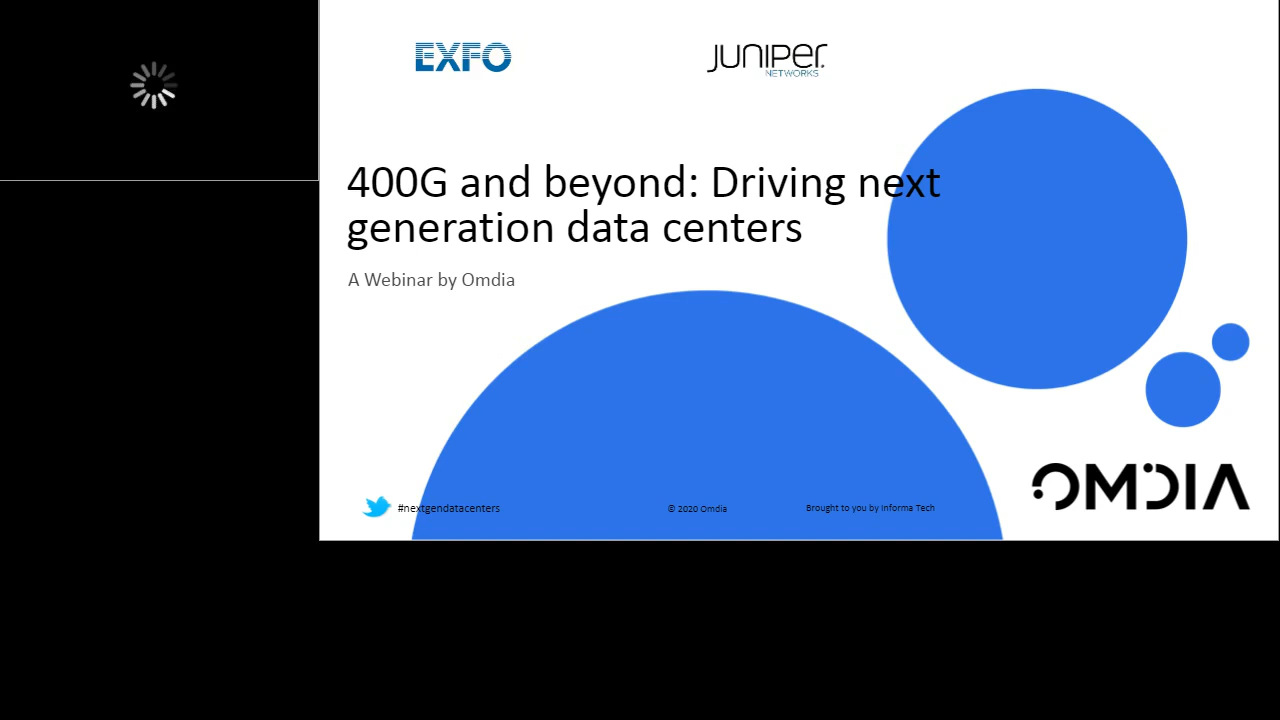 EXFO
JUNIPER
NETWORKS
400G and beyond: Driving next
generation data centers
A Webinar by Omdia
#nextgendatacenters
© 2020 Omdia
Brought to you by Informa Tech
OMDIA